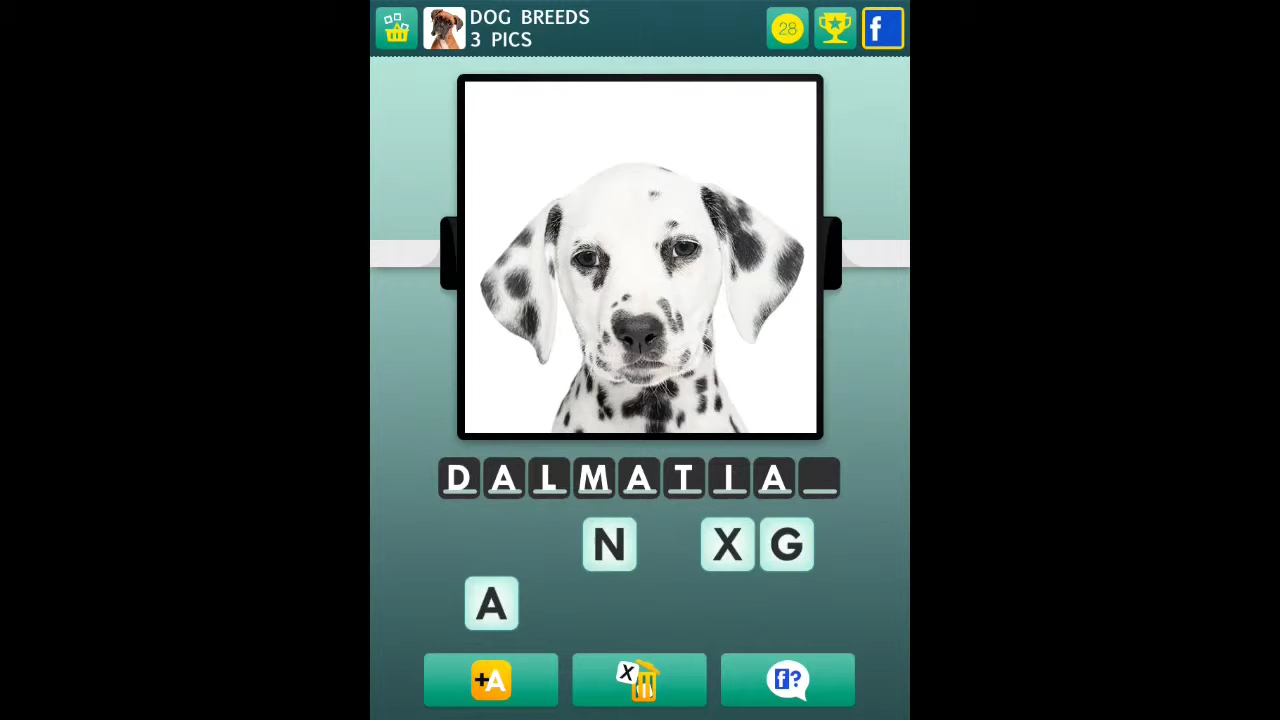 DOG BREEDS
3 PICS
28
f
DALMATIA_
N X G
A
+A X f?